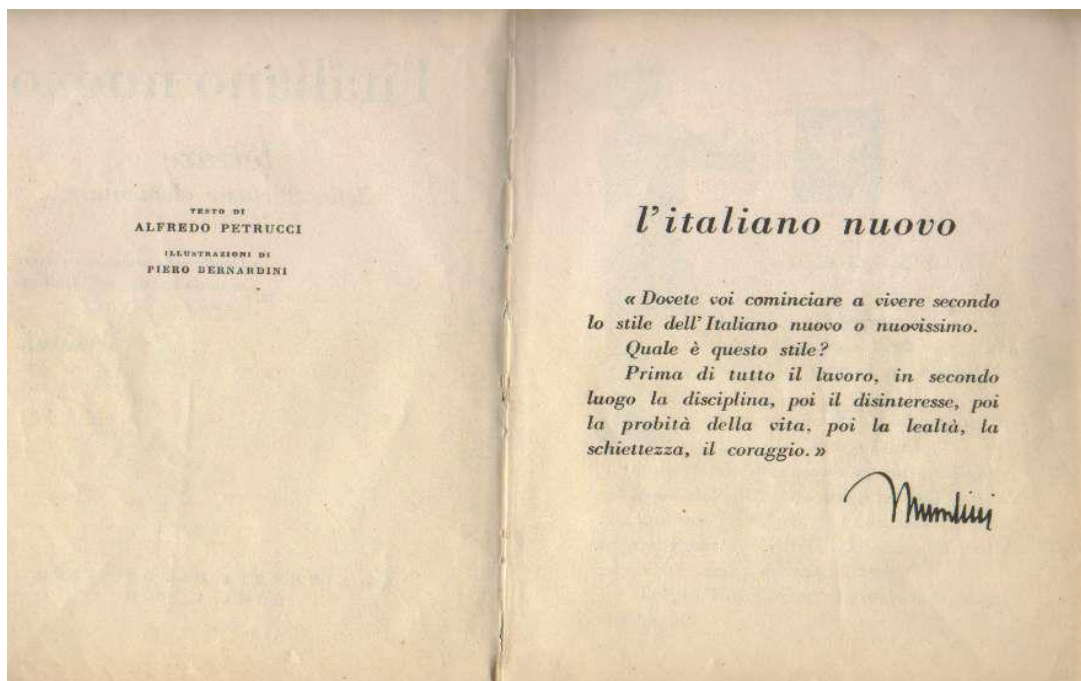 TESTO DI
ALFREDO PETRUCCI
ILLUSTRAZIONI DI
PIERO BERNARDINI
l'italiano nuovo
« Dovete voi cominciare a vivere secondo
lo stile dell'Italiano nuovo o nuovissimo.
Quale è questo stile?
Prima di tutto il lavoro, in secondo
luogo la disciplina, poi il disinteresse, poi
la probità della vita, poi la lealtà, la
schiettezza, il coraggio. »
Mussolini